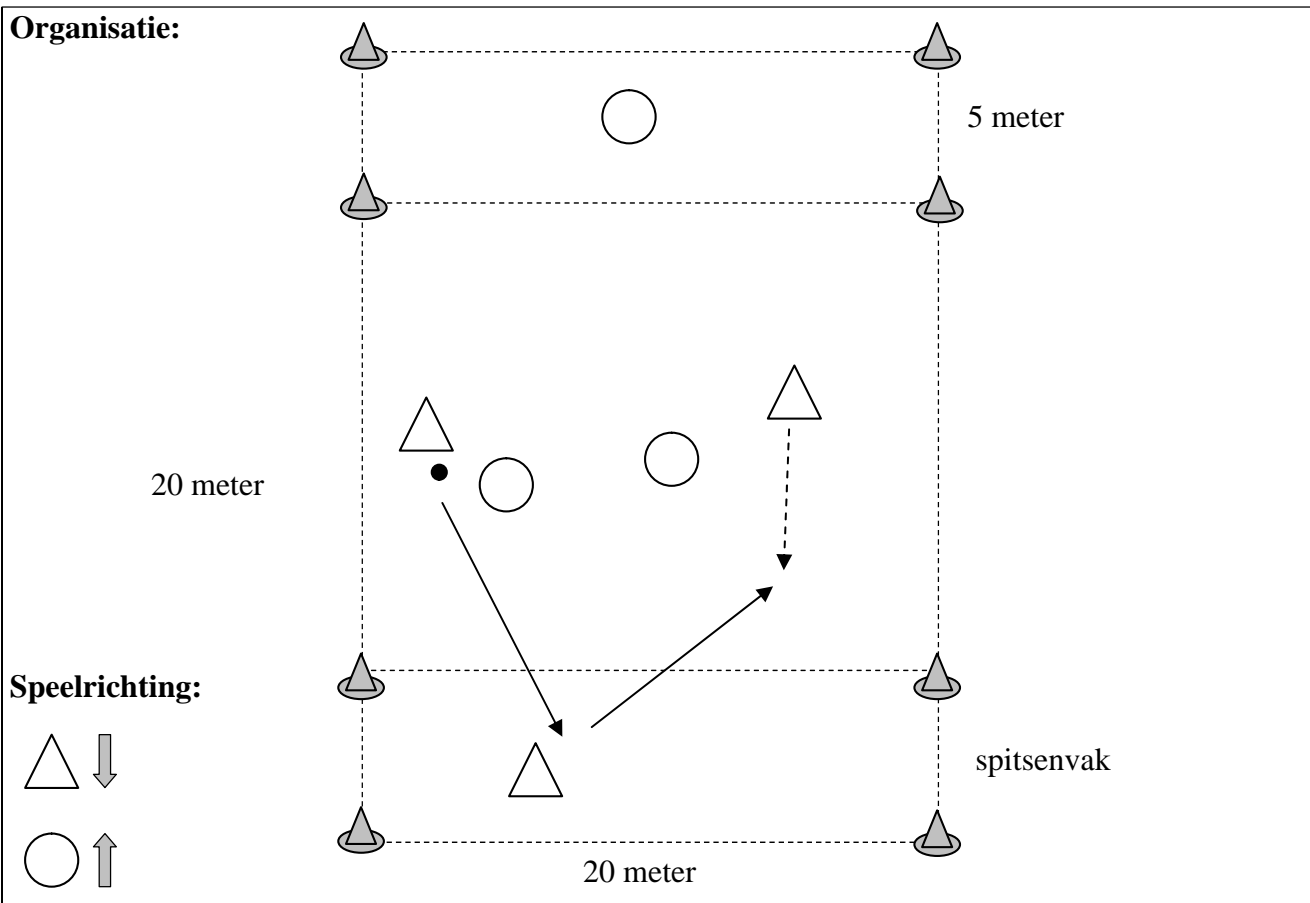 Organisatie:
5 meter
20 meter
Speelrichting:
spitsenvak
20 meter